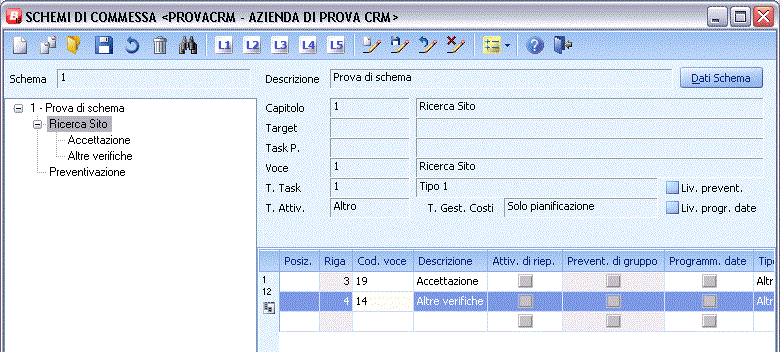 SCHEMI DI COMMESSA <PROVACRM - AZIENDA DI PROVA CRM>
L1 L2 L3 L4 L5
Schema 1 Descrizione Prova di schema Dati Schema
1 - Prova di schema
Ricerca Sito
Accettazione
Altre verifiche
Preventivazione
Capitolo 1 Ricerca Sito
Target
Task P.
Voce 1 Ricerca Sito
T. Task 1 Tipo 1 Liv. prevent.
T. Attiv. Altro T. Gest. Costi Solo pianificazione Liv. progr. date
Posiz. Riga Cod. voce Descrizione Attiv. di riep. Prevent. di gruppo Programm. date Tip
1 3 19 Accettazione Altr
12 4 14 Altre verifiche Altr